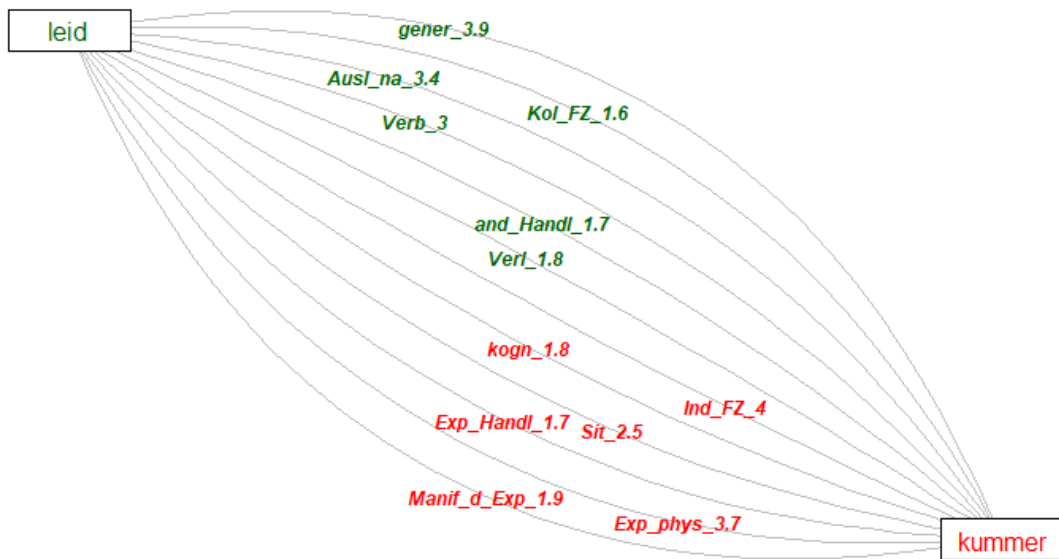 leid
gener_3.9
Ausl_na_3.4
Kol_FZ_1.6
Verb_3
and_Handl_1.7
Verl_1.8
kogn_1.8
Ind_FZ_4
Exp_Handl_1.7
Sit_2.5
Manif_d_Exp_1.9
Exp_phys_3.7
kummer